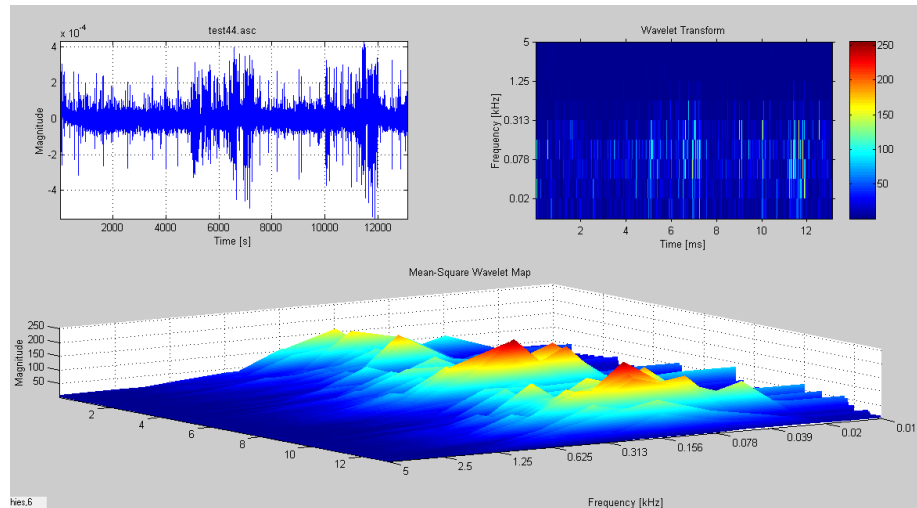 test44.asc
x 10-4
4
2
0
-2
-4
Magnitude
2000 4000 6000 8000 10000 12000
Time [s]
Wavelet Transform
5
1.25
0.313
0.078
0.02
Frequency [kHz]
2 4 6 8 10 12
Time [ms]
250
200
150
100
50
Mean-Square Wavelet Map
250
200
150
100
50
Magnitude
2 4 6 8 10 12
5 2.5 1.25 0.625 0.313 0.156 0.078 0.039 0.02 0.01
Frequency [kHz]
hies,6